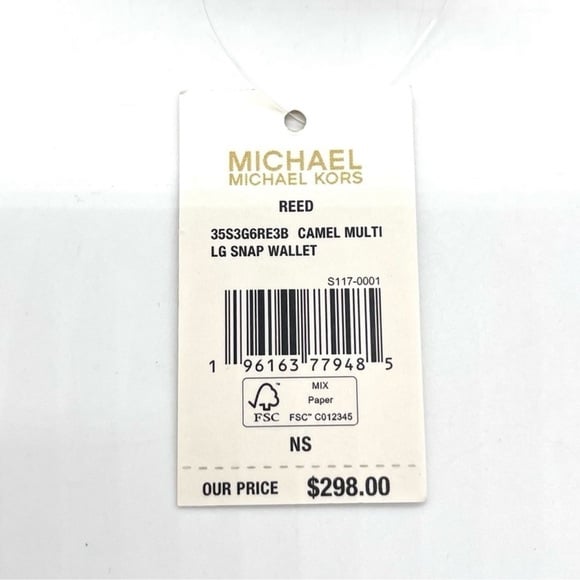 MICHAEL
MICHAEL KORS
REED
35S3G6RE3B CAMEL MULTI
LG SNAP WALLET
S117-0001
1 96163 77948 5
MIX
Paper
FSC™ C012345
FSC
NS
OUR PRICE $298.00